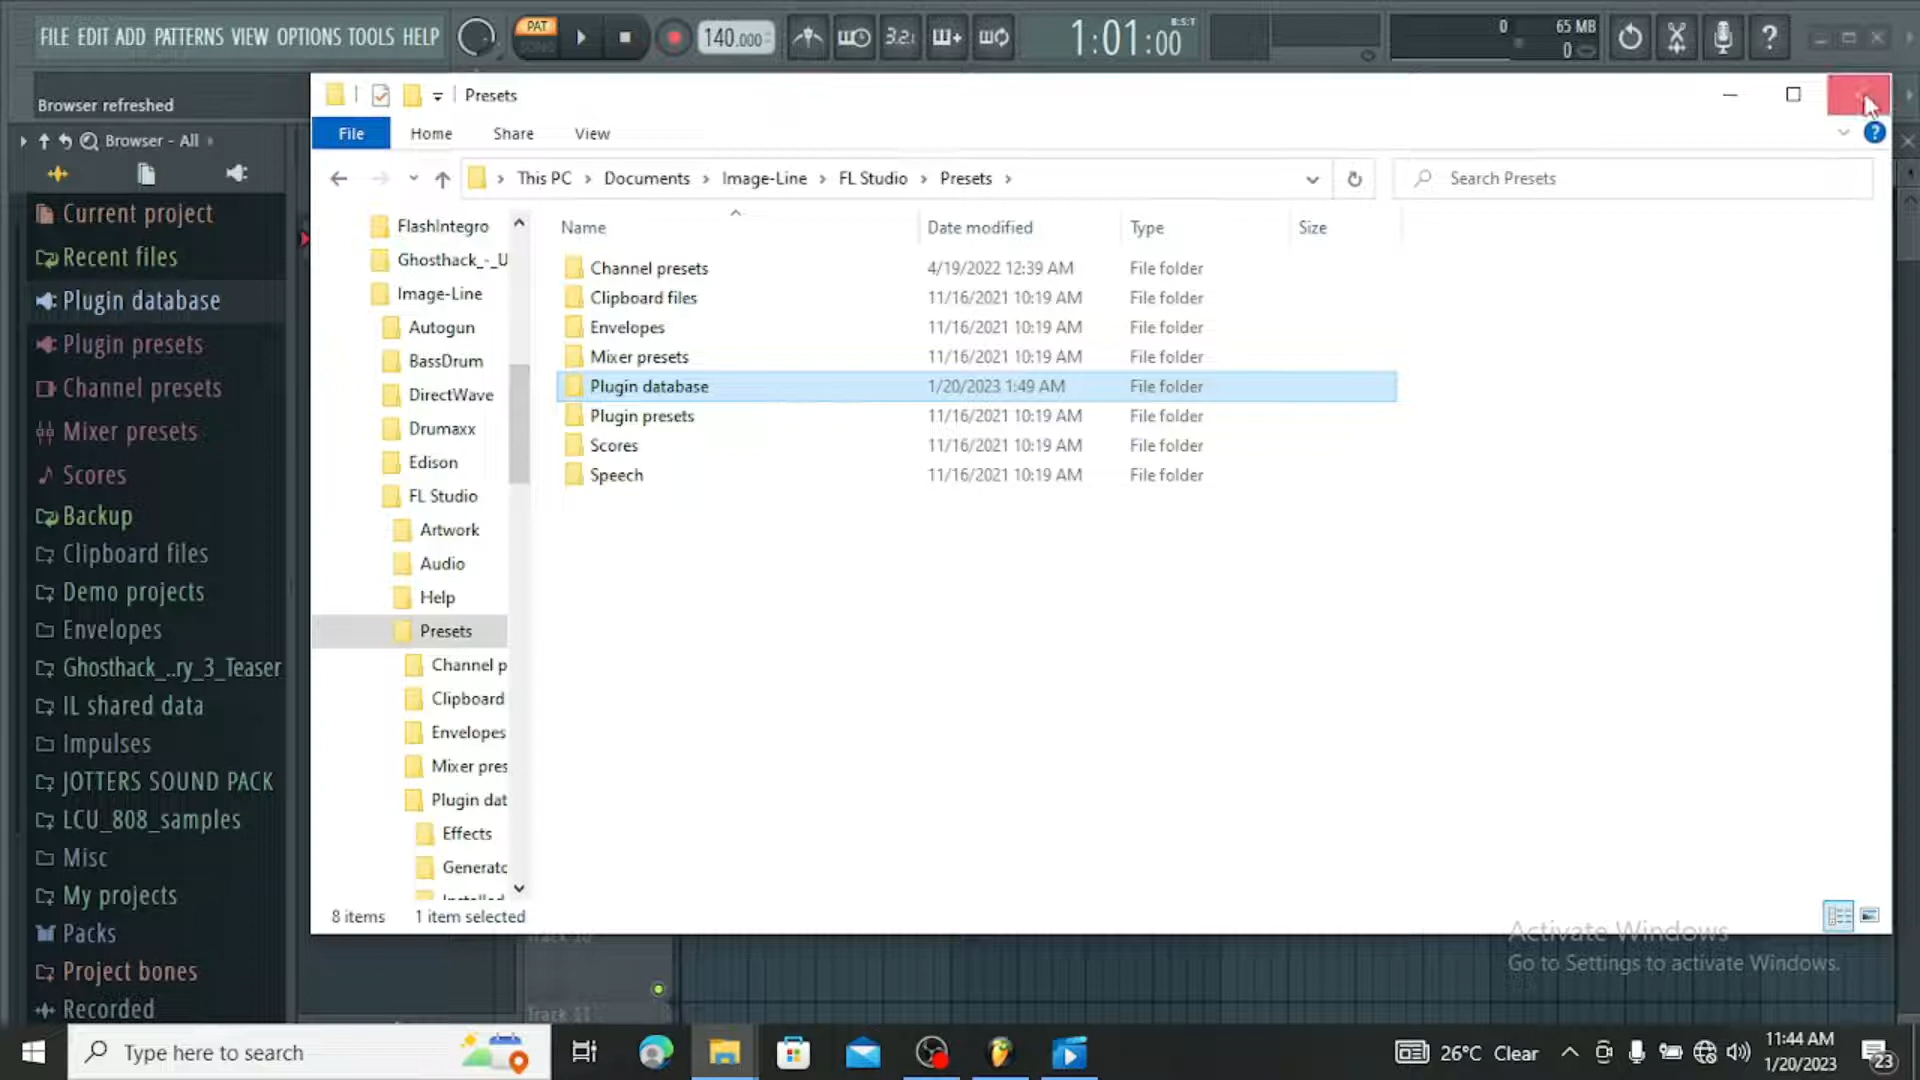 FILE EDIT ADD PATTERNS VIEW OPTIONS TOOLS HELP
PAT
SONG
140.000
3.2.1
1:01:00
B:S:T
0
65 MB
0
?
Browser refreshed
Browser - All
Current project
Recent files
Plugin database
Plugin presets
Channel presets
Mixer presets
Scores
Backup
Clipboard files
Demo projects
Envelopes
Ghosthack_..ry_3_Teaser
IL shared data
Impulses
JOTTERS SOUND PACK
LCU_808_samples
Misc
My projects
Packs
Project bones
Recorded
Presets
File Home Share View
?
This PC > Documents > Image-Line > FL Studio > Presets >
Search Presets
FlashIntegro
Ghosthack_-_U
Image-Line
Autogun
BassDrum
DirectWave
Drumaxx
Edison
FL Studio
Artwork
Audio
Help
Presets
Channel p
Clipboard
Envelopes
Mixer pres
Plugin dat
Effects
Generato
Installed
Name Date modified Type Size
Channel presets 4/19/2022 12:39 AM File folder
Clipboard files 11/16/2021 10:19 AM File folder
Envelopes 11/16/2021 10:19 AM File folder
Mixer presets 11/16/2021 10:19 AM File folder
Plugin database 1/20/2023 1:49 AM File folder
Plugin presets 11/16/2021 10:19 AM File folder
Scores 11/16/2021 10:19 AM File folder
Speech 11/16/2021 10:19 AM File folder
8 items 1 item selected
Track 10
Track 11
Activate Windows
Go to Settings to activate Windows.
Type here to search
26°C Clear
11:44 AM
1/20/2023
23